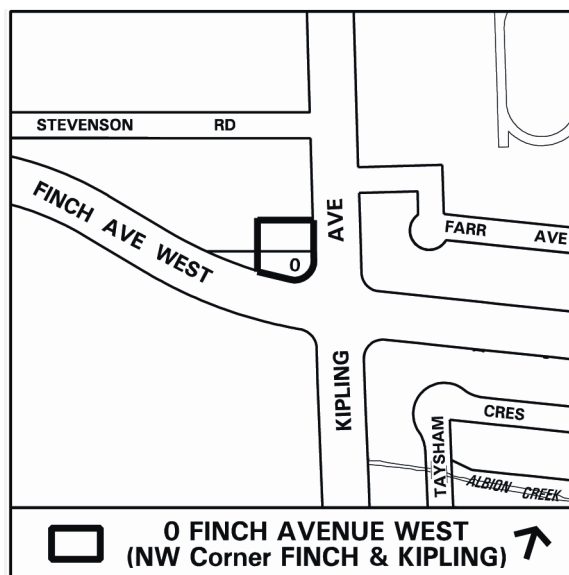 STEVENSON RD
FINCH AVE WEST
AVE
FARR AVE
0
KIPLING
CRES
TAYSHAM
ALBION CREEK
0 FINCH AVENUE WEST
(NW Corner FINCH & KIPLING)